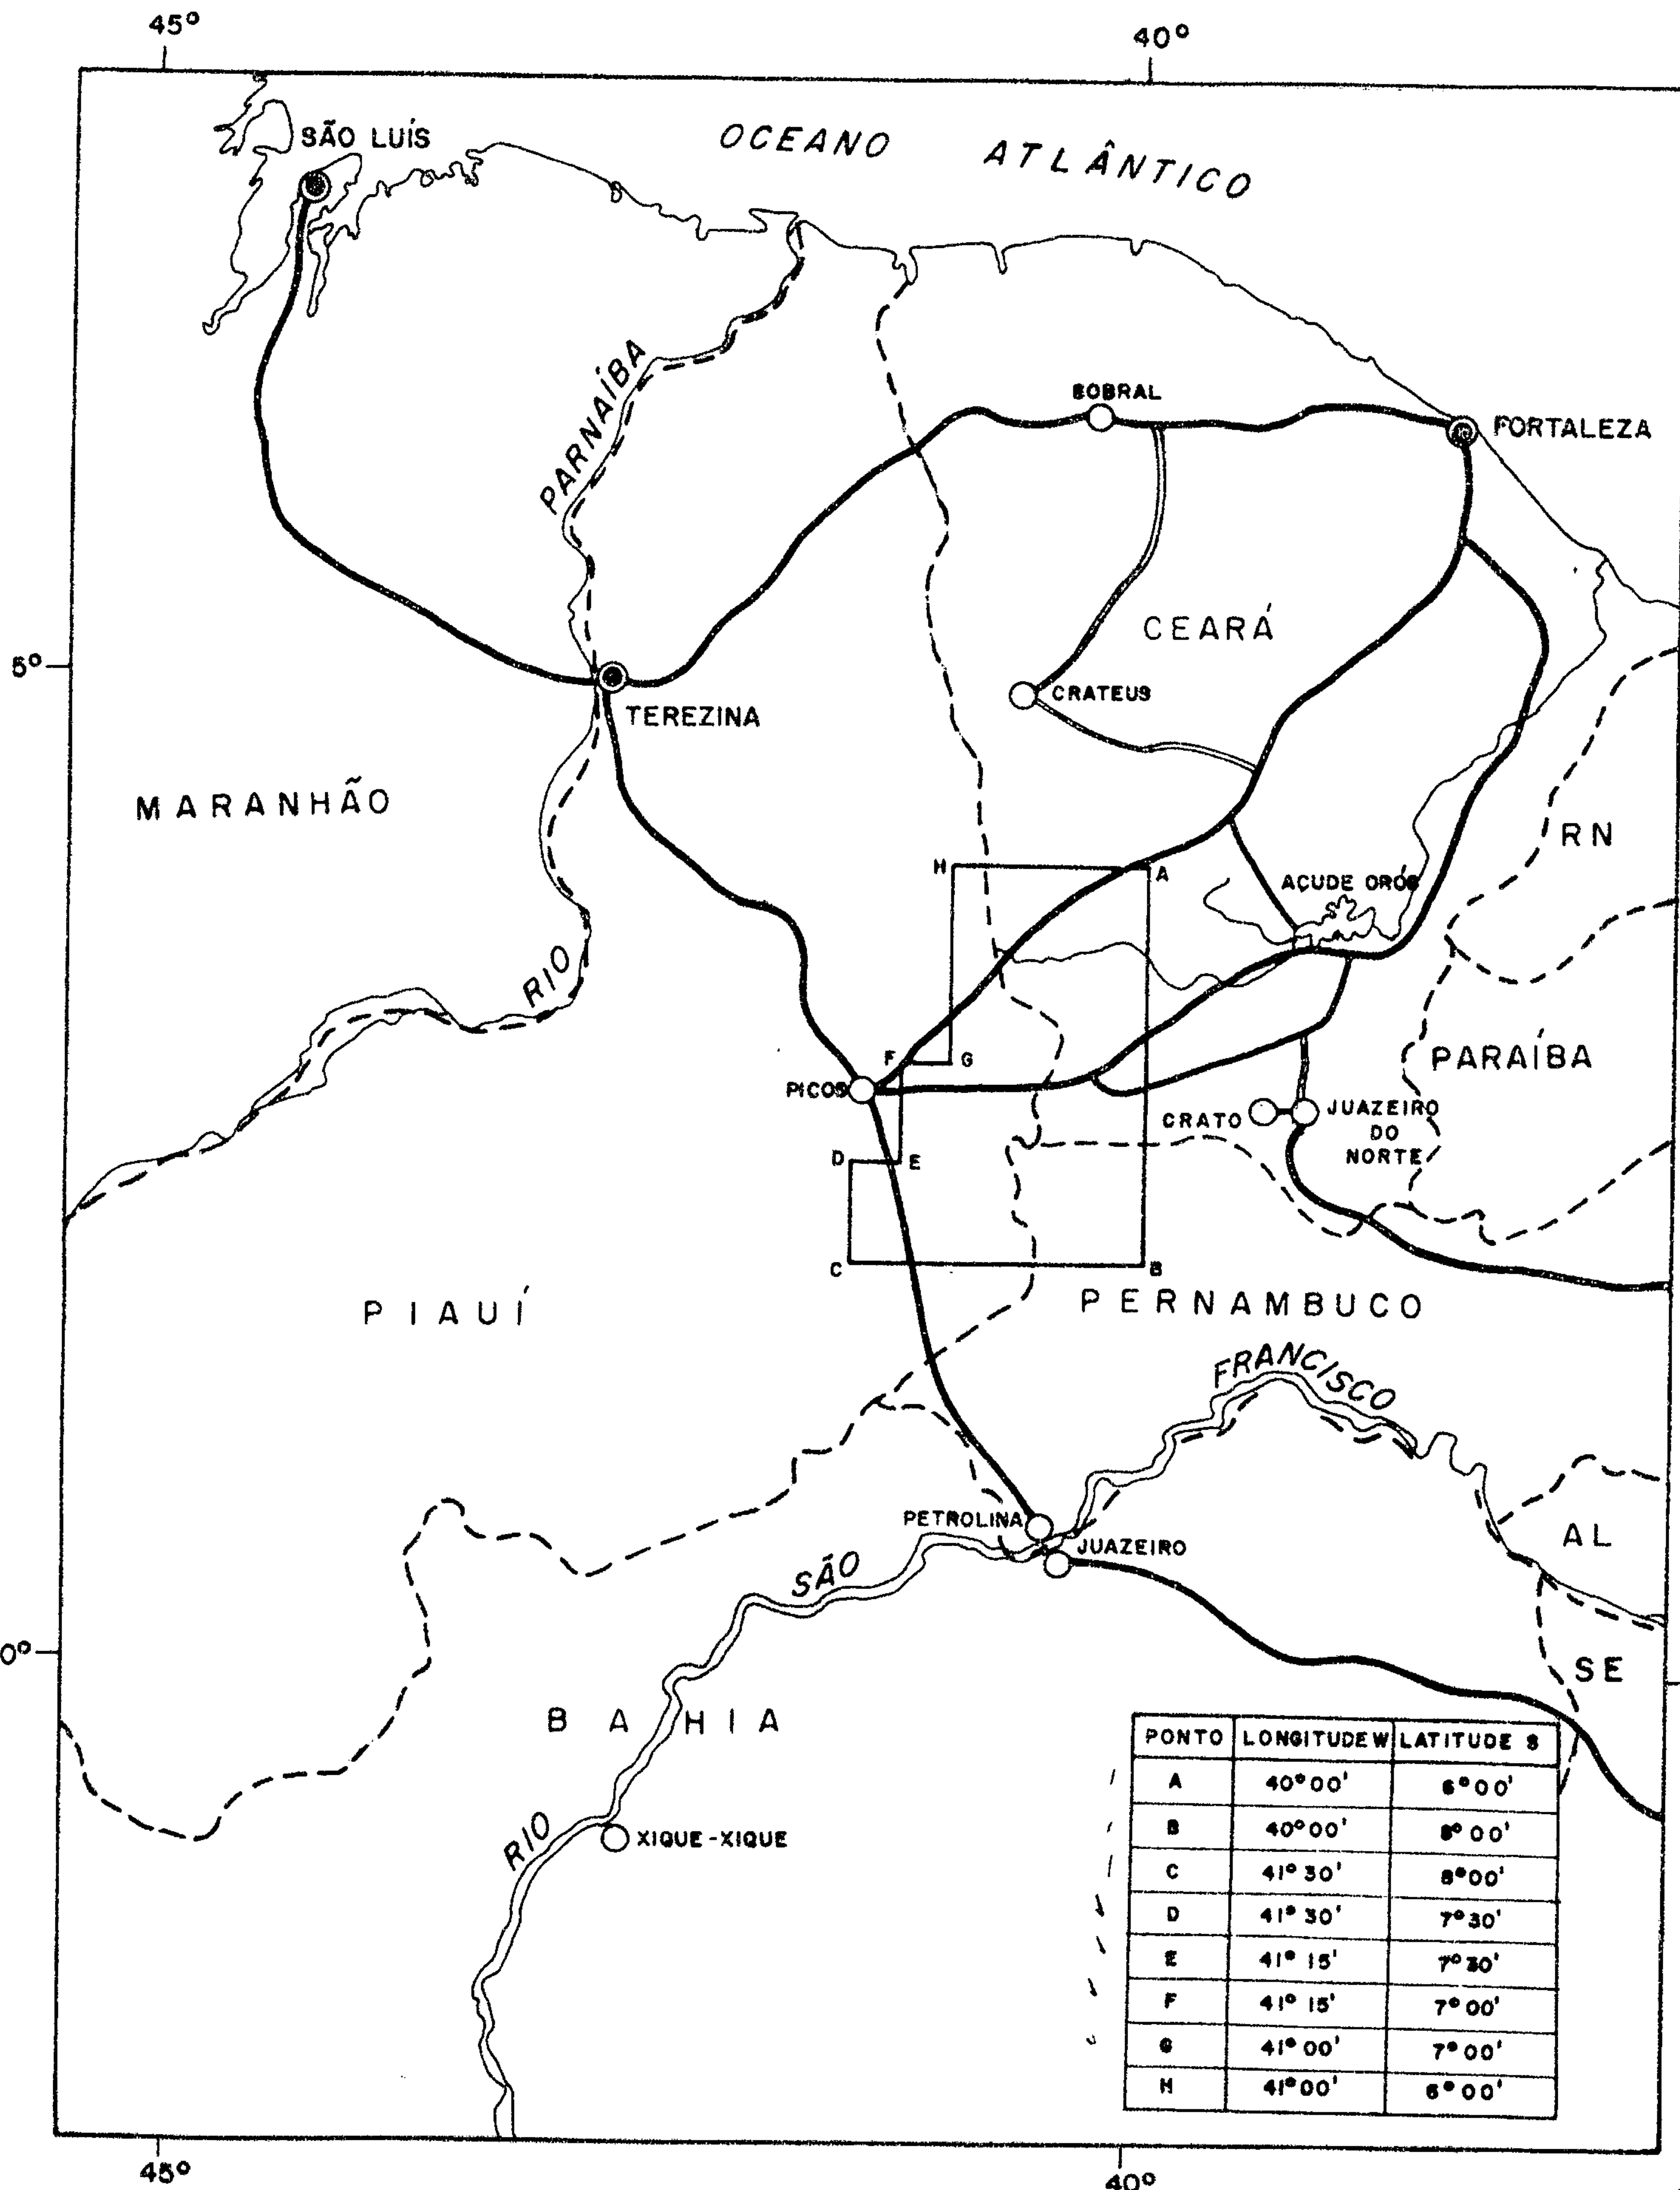 45°
40°
SÃO LUÍS
OCEANO ATLÂNTICO
PARNAÍBA
SOBRAL
FORTALEZA
CEARÁ
5°
CRATEUS
TEREZINA
MARANHÃO
RN
H
A
AÇUDE ORÓS
RIO
F
G
PARAÍBA
PICOS
CRATO
JUAZEIRO
DO
NORTE
D
E
C
B
PIAUÍ
PERNAMBUCO
FRANCISCO
PETROLINA
JUAZEIRO
AL
SÃO
0°
SE
BAHIA
RIO
XIQUE-XIQUE
PONTO LONGITUDE W LATITUDE S
A 40°00' 6°00'
B 40°00' 8°00'
C 41°30' 8°00'
D 41°30' 7°30'
E 41°15' 7°30'
F 41°15' 7°00'
G 41°00' 7°00'
H 41°00' 6°00'
45°
40°